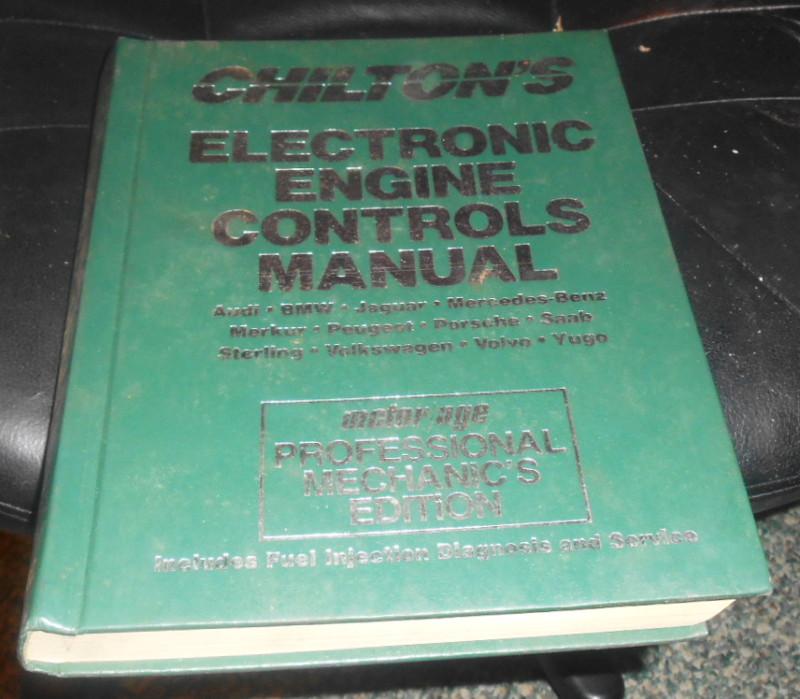 CHILTON'S
ELECTRONIC
ENGINE
CONTROLS
MANUAL
Audi • BMW • Jaguar • Mercedes-Benz
Merkur • Peugeot • Porsche • Saab
Sterling • Volkswagen • Volvo • Yugo
motor age
PROFESSIONAL
MECHANIC'S
EDITION
Includes Fuel Injection Diagnosis and Service